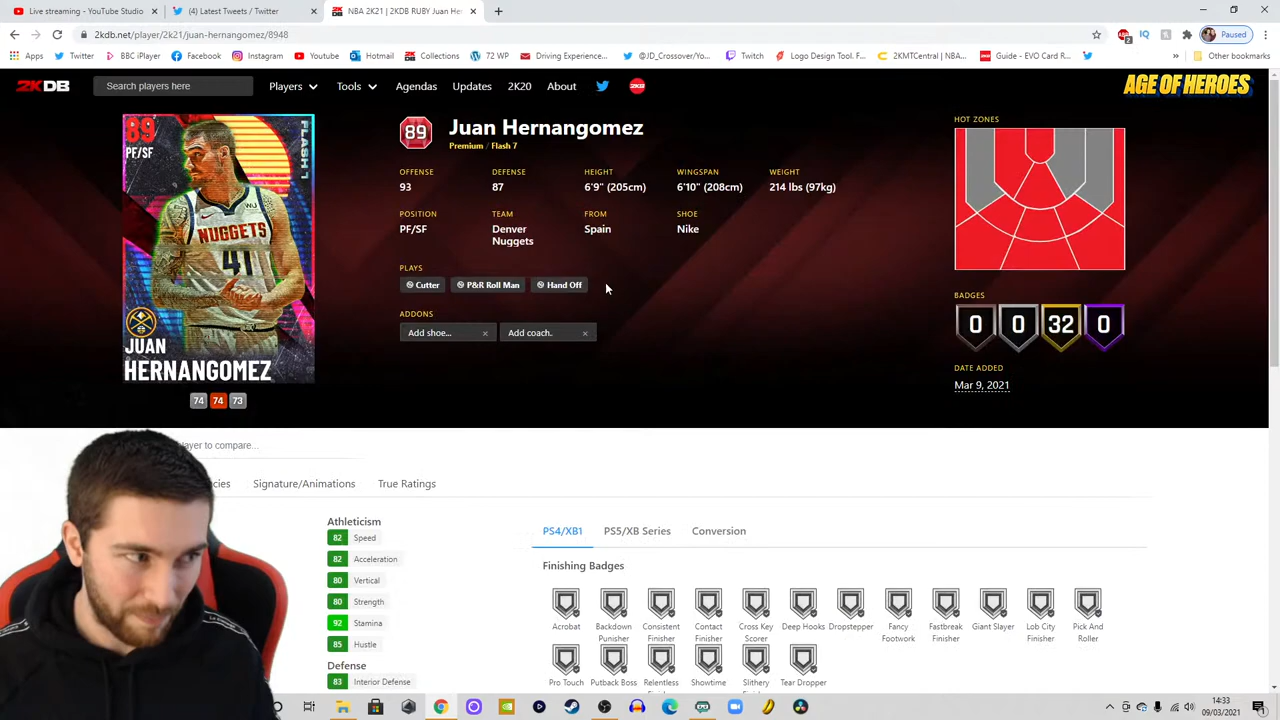 Live streaming - YouTube Studio
(4) Latest Tweets / Twitter
NBA 2K21 | 2KDB RUBY Juan Her
2kdb.net/player/2k21/juan-hernangomez/8948
Paused
Apps Twitter BBC iPlayer Facebook Instagram Youtube Hotmail Collections 72 WP Driving Experience... @JD_Crossover/Yo... Twitch Logo Design Tool. F... 2KMTCentral | NBA... Guide - EVO Card R... Other bookmarks
2KDB Search players here Players Tools Agendas Updates 2K20 About AGE OF HEROES
89
PF/SF
FLASH 7
NUGGETS
41
JUAN
HERNANGOMEZ
74 74 73
89 Juan Hernangomez
Premium / Flash 7
OFFENSE DEFENSE HEIGHT WINGSPAN WEIGHT
93 87 6'9" (205cm) 6'10" (208cm) 214 lbs (97kg)
POSITION TEAM FROM SHOE
PF/SF Denver Nuggets Spain Nike
PLAYS
Cutter P&R Roll Man Hand Off
ADDONS
Add shoe... × Add coach. ×
HOT ZONES
BADGES
0 0 32 0
DATE ADDED
Mar 9, 2021
to compare...
Signature/Animations True Ratings
Athleticism
82 Speed
82 Acceleration
80 Vertical
80 Strength
92 Stamina
85 Hustle
Defense
83 Interior Defense
PS4/XB1 PS5/XB Series Conversion
Finishing Badges
Acrobat Backdown Punisher Consistent Finisher Contact Finisher Cross Key Scorer Deep Hooks Dropstepper Fancy Footwork Fastbreak Finisher Giant Slayer Lob City Finisher Pick And Roller
Pro Touch Putback Boss Relentless Showtime Slithery Tear Dropper
14:33
09/03/2021